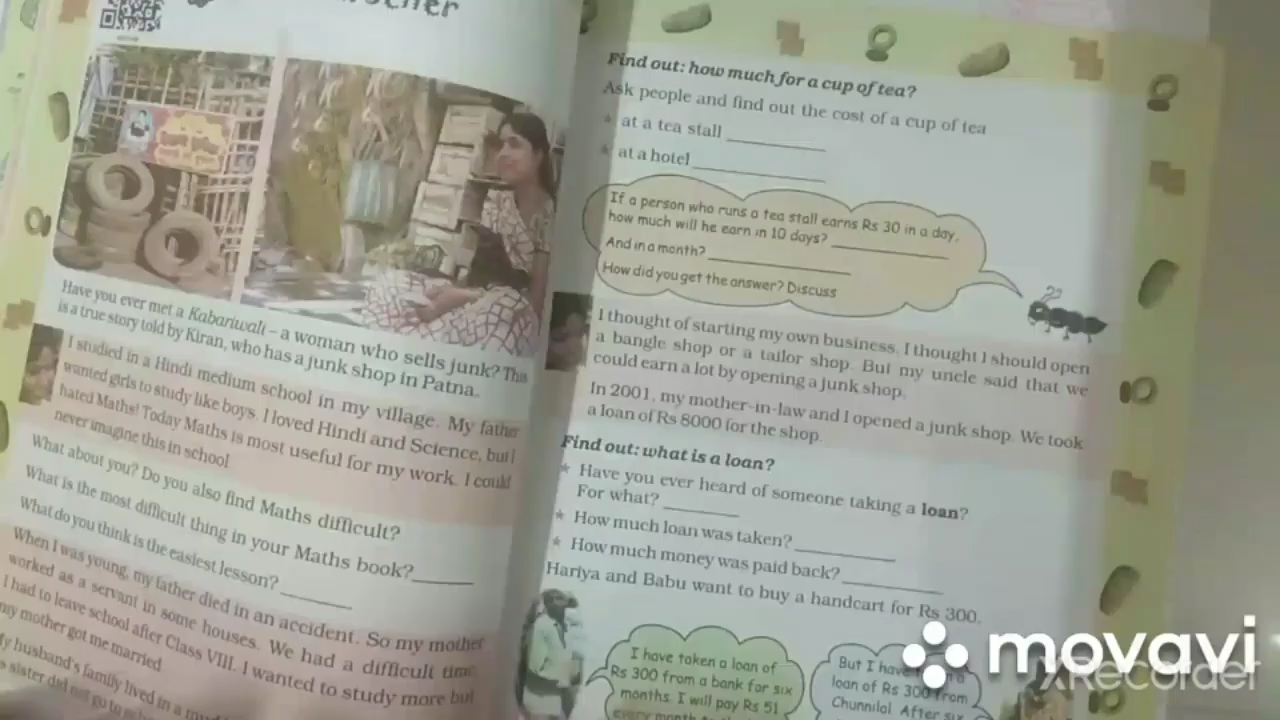 Have you ever met a Kabariwali – a woman who sells junk? This
is a true story told by Kiran, who has a junk shop in Patna.
I studied in a Hindi medium school in my village. My father
wanted girls to study like boys. I loved Hindi and Science, but I
hated Maths! Today Maths is most useful for my work. I could
never imagine this in school
What about you? Do you also find Maths difficult?
What is the most difficult thing in your Maths book?
What do you think is the easiest lesson?
When I was young, my father died in an accident. So my mother
worked as a servant in some houses. We had a difficult time.
I had to leave school after Class VIII. I wanted to study more but
my mother got me married.
husband's family lived in a
sister did not go to
Find out: how much for a cup of tea?
Ask people and find out the cost of a cup of tea
* at a tea stall
* at a hotel
If a person who runs a tea stall earns Rs 30 in a day,
how much will he earn in 10 days?
And in a month?
How did you get the answer? Discuss
I thought of starting my own business. I thought I should open
a bangle shop or a tailor shop. But my uncle said that we
could earn a lot by opening a junk shop.
In 2001, my mother-in-law and I opened a junk shop. We took
a loan of Rs 8000 for the shop.
Find out: what is a loan?
* Have you ever heard of someone taking a loan?
For what?
* How much loan was taken?
* How much money was paid back?
Hariya and Babu want to buy a handcart for Rs 300.
I have taken a loan of
Rs 300 from a bank for six
months. I will pay Rs 51
every month
But I have
loan of Rs 300 from
Chunnilal. After six
movavi
XRecorder